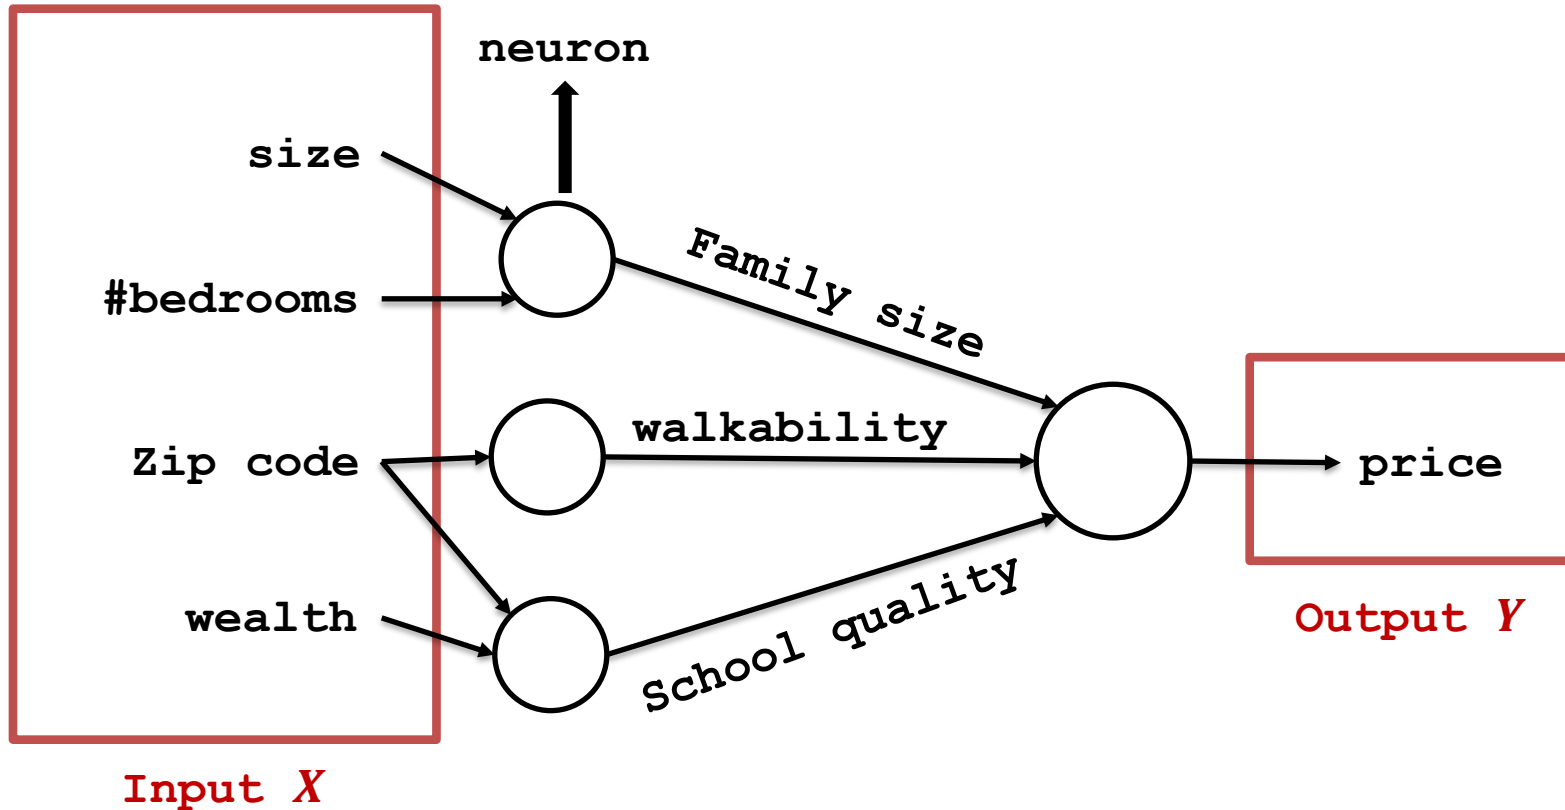 neuron
size
#bedrooms
Zip code
wealth
Family size
walkability
School quality
price
Input X
Output Y